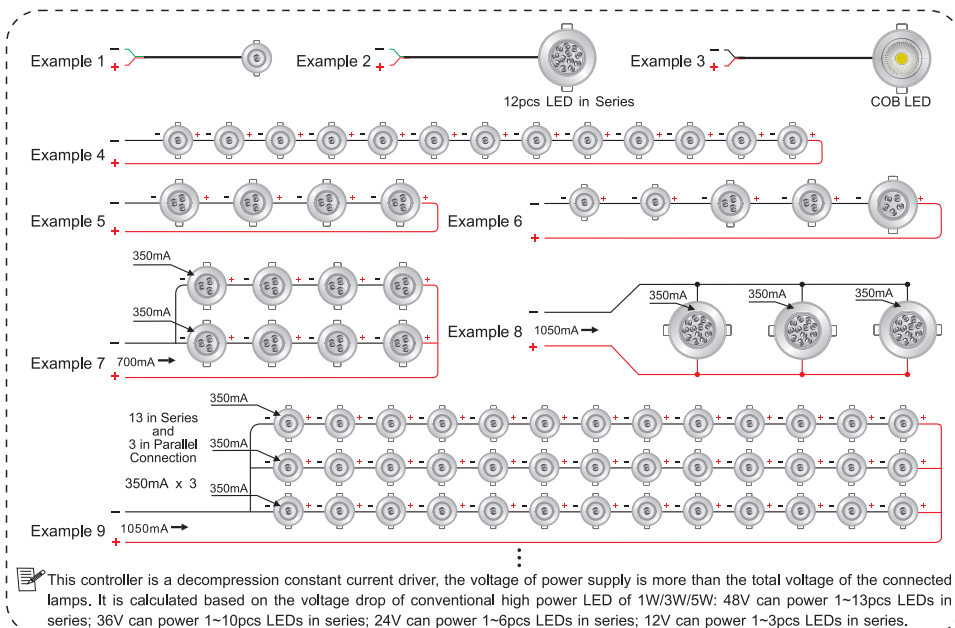 Example 1 - +
Example 2 - +
12pcs LED in Series
Example 3 - +
COB LED
Example 4 - +
- + - + - + - + - + - + - + - + - + - + - + - + - +
Example 5 - +
- + - + - + - +
Example 6 - +
- + - + - + - + - +
350mA
- + - + - + - +
350mA
- + - + - + - +
Example 7 - +
700mA
350mA 350mA 350mA
Example 8 - +
1050mA
13 in Series
and
3 in Parallel
Connection
350mA x 3
350mA
- + - + - + - + - + - + - + - + - + - + - + - + - +
350mA
- + - + - + - + - + - + - + - + - + - + - + - + - +
350mA
- + - + - + - + - + - + - + - + - + - + - + - + - +
Example 9 - +
1050mA
This controller is a decompression constant current driver, the voltage of power supply is more than the total voltage of the connected
lamps. It is calculated based on the voltage drop of conventional high power LED of 1W/3W/5W: 48V can power 1~13pcs LEDs in
series; 36V can power 1~10pcs LEDs in series; 24V can power 1~6pcs LEDs in series; 12V can power 1~3pcs LEDs in series.